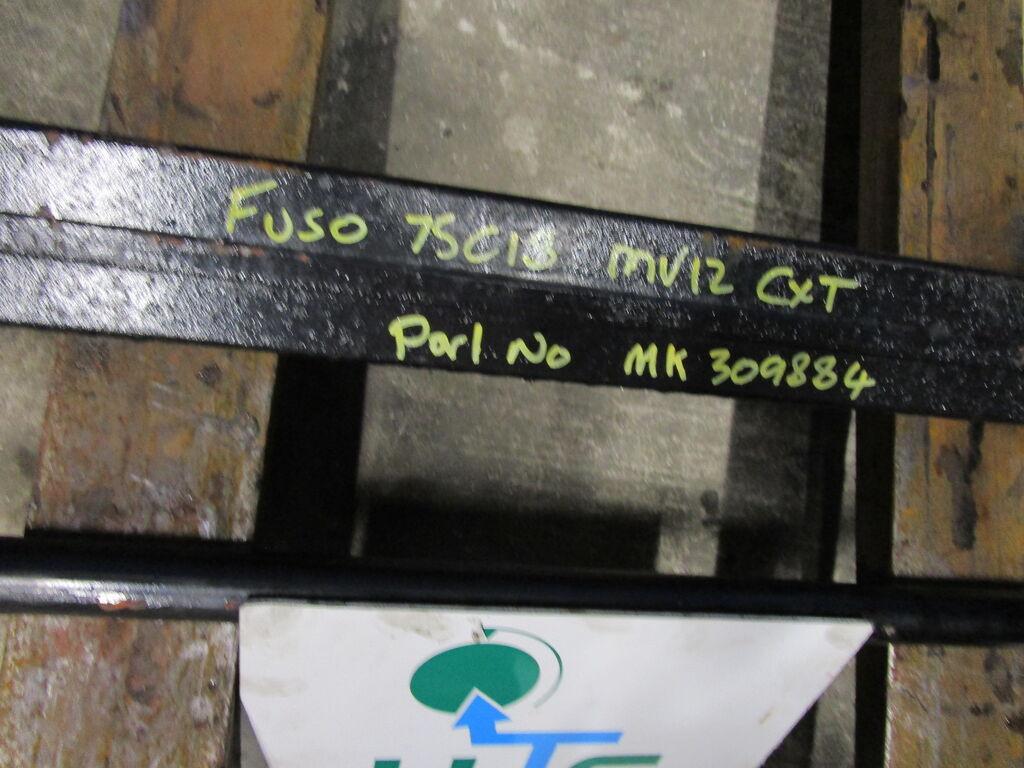 FUSO 7SC13 MV12 CXT
Part No MK 309884